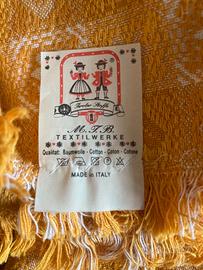 Tiroler Stoffe
M.T.B.
TEXTILWERKE
Qualität: Baumwolle - Cotton - Coton - Cotone
MADE IN ITALY